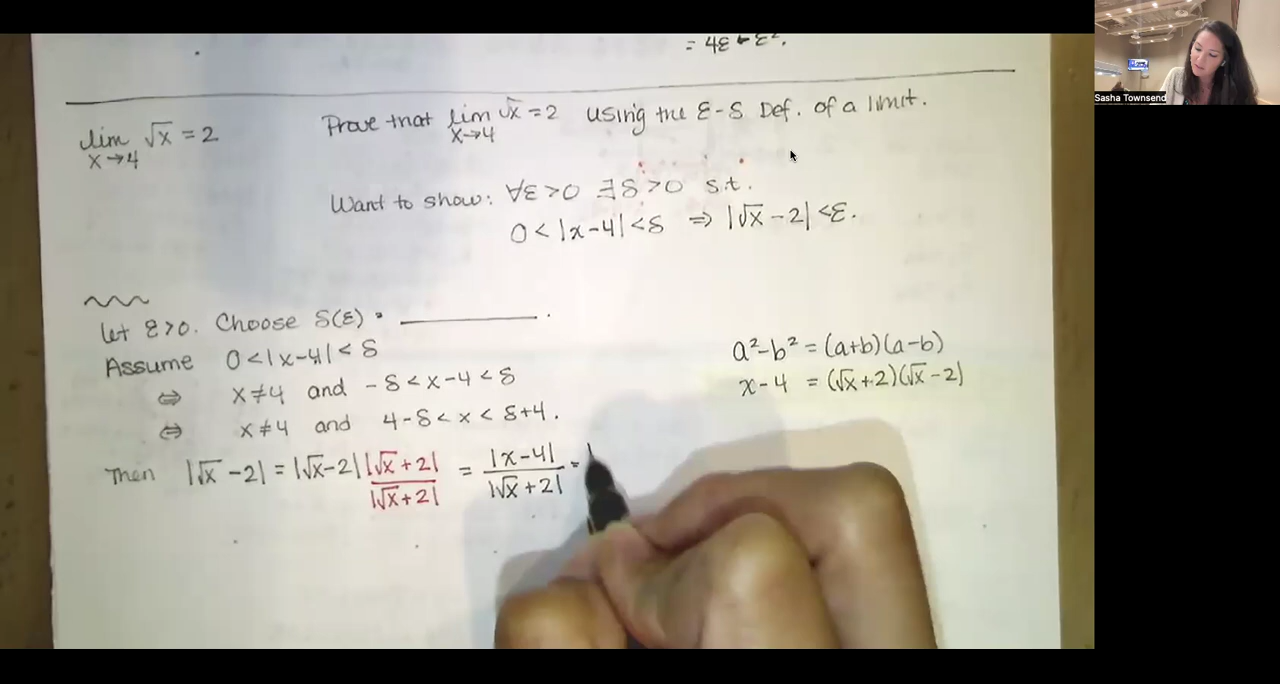 = 4ε - ε².
lim √x = 2
x→4
Prove that lim √x = 2 using the ε-δ Def. of a limit.
x→4
Want to show: ∀ε>0 ∃δ>0 s.t.
0<|x-4|<δ ⇒ |√x-2|<ε.
Let ε>0. Choose δ(ε) = ________.
Assume 0<|x-4|<δ
⇔ x≠4 and -δ<x-4<δ
⇔ x≠4 and 4-δ<x<δ+4.
a²-b² = (a+b)(a-b)
x-4 = (√x+2)(√x-2)
Then |√x-2| = |√x-2| |√x+2| / |√x+2| = |x-4| / |√x+2| =
Sasha Townsend